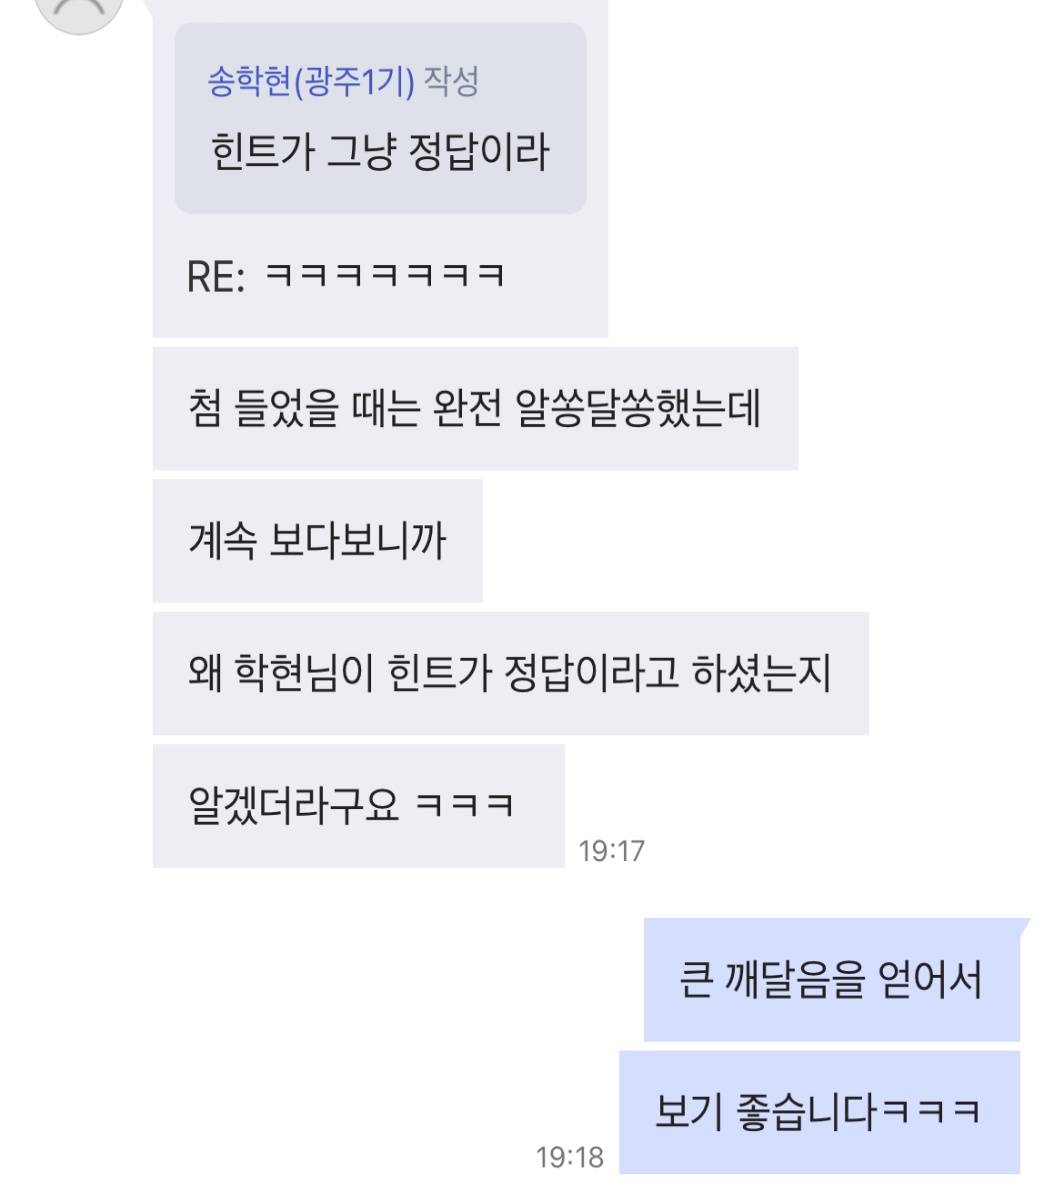 송학현(광주1기) 작성
힌트가 그냥 정답이라
RE: ㅋㅋㅋㅋㅋㅋㅋ
첨 들었을 때는 완전 알쏭달쏭했는데
계속 보다보니까
왜 학현님이 힌트가 정답이라고 하셨는지
알겠더라구요 ㅋㅋㅋ
19:17
큰 깨달음을 얻어서
보기 좋습니다ㅋㅋㅋ
19:18